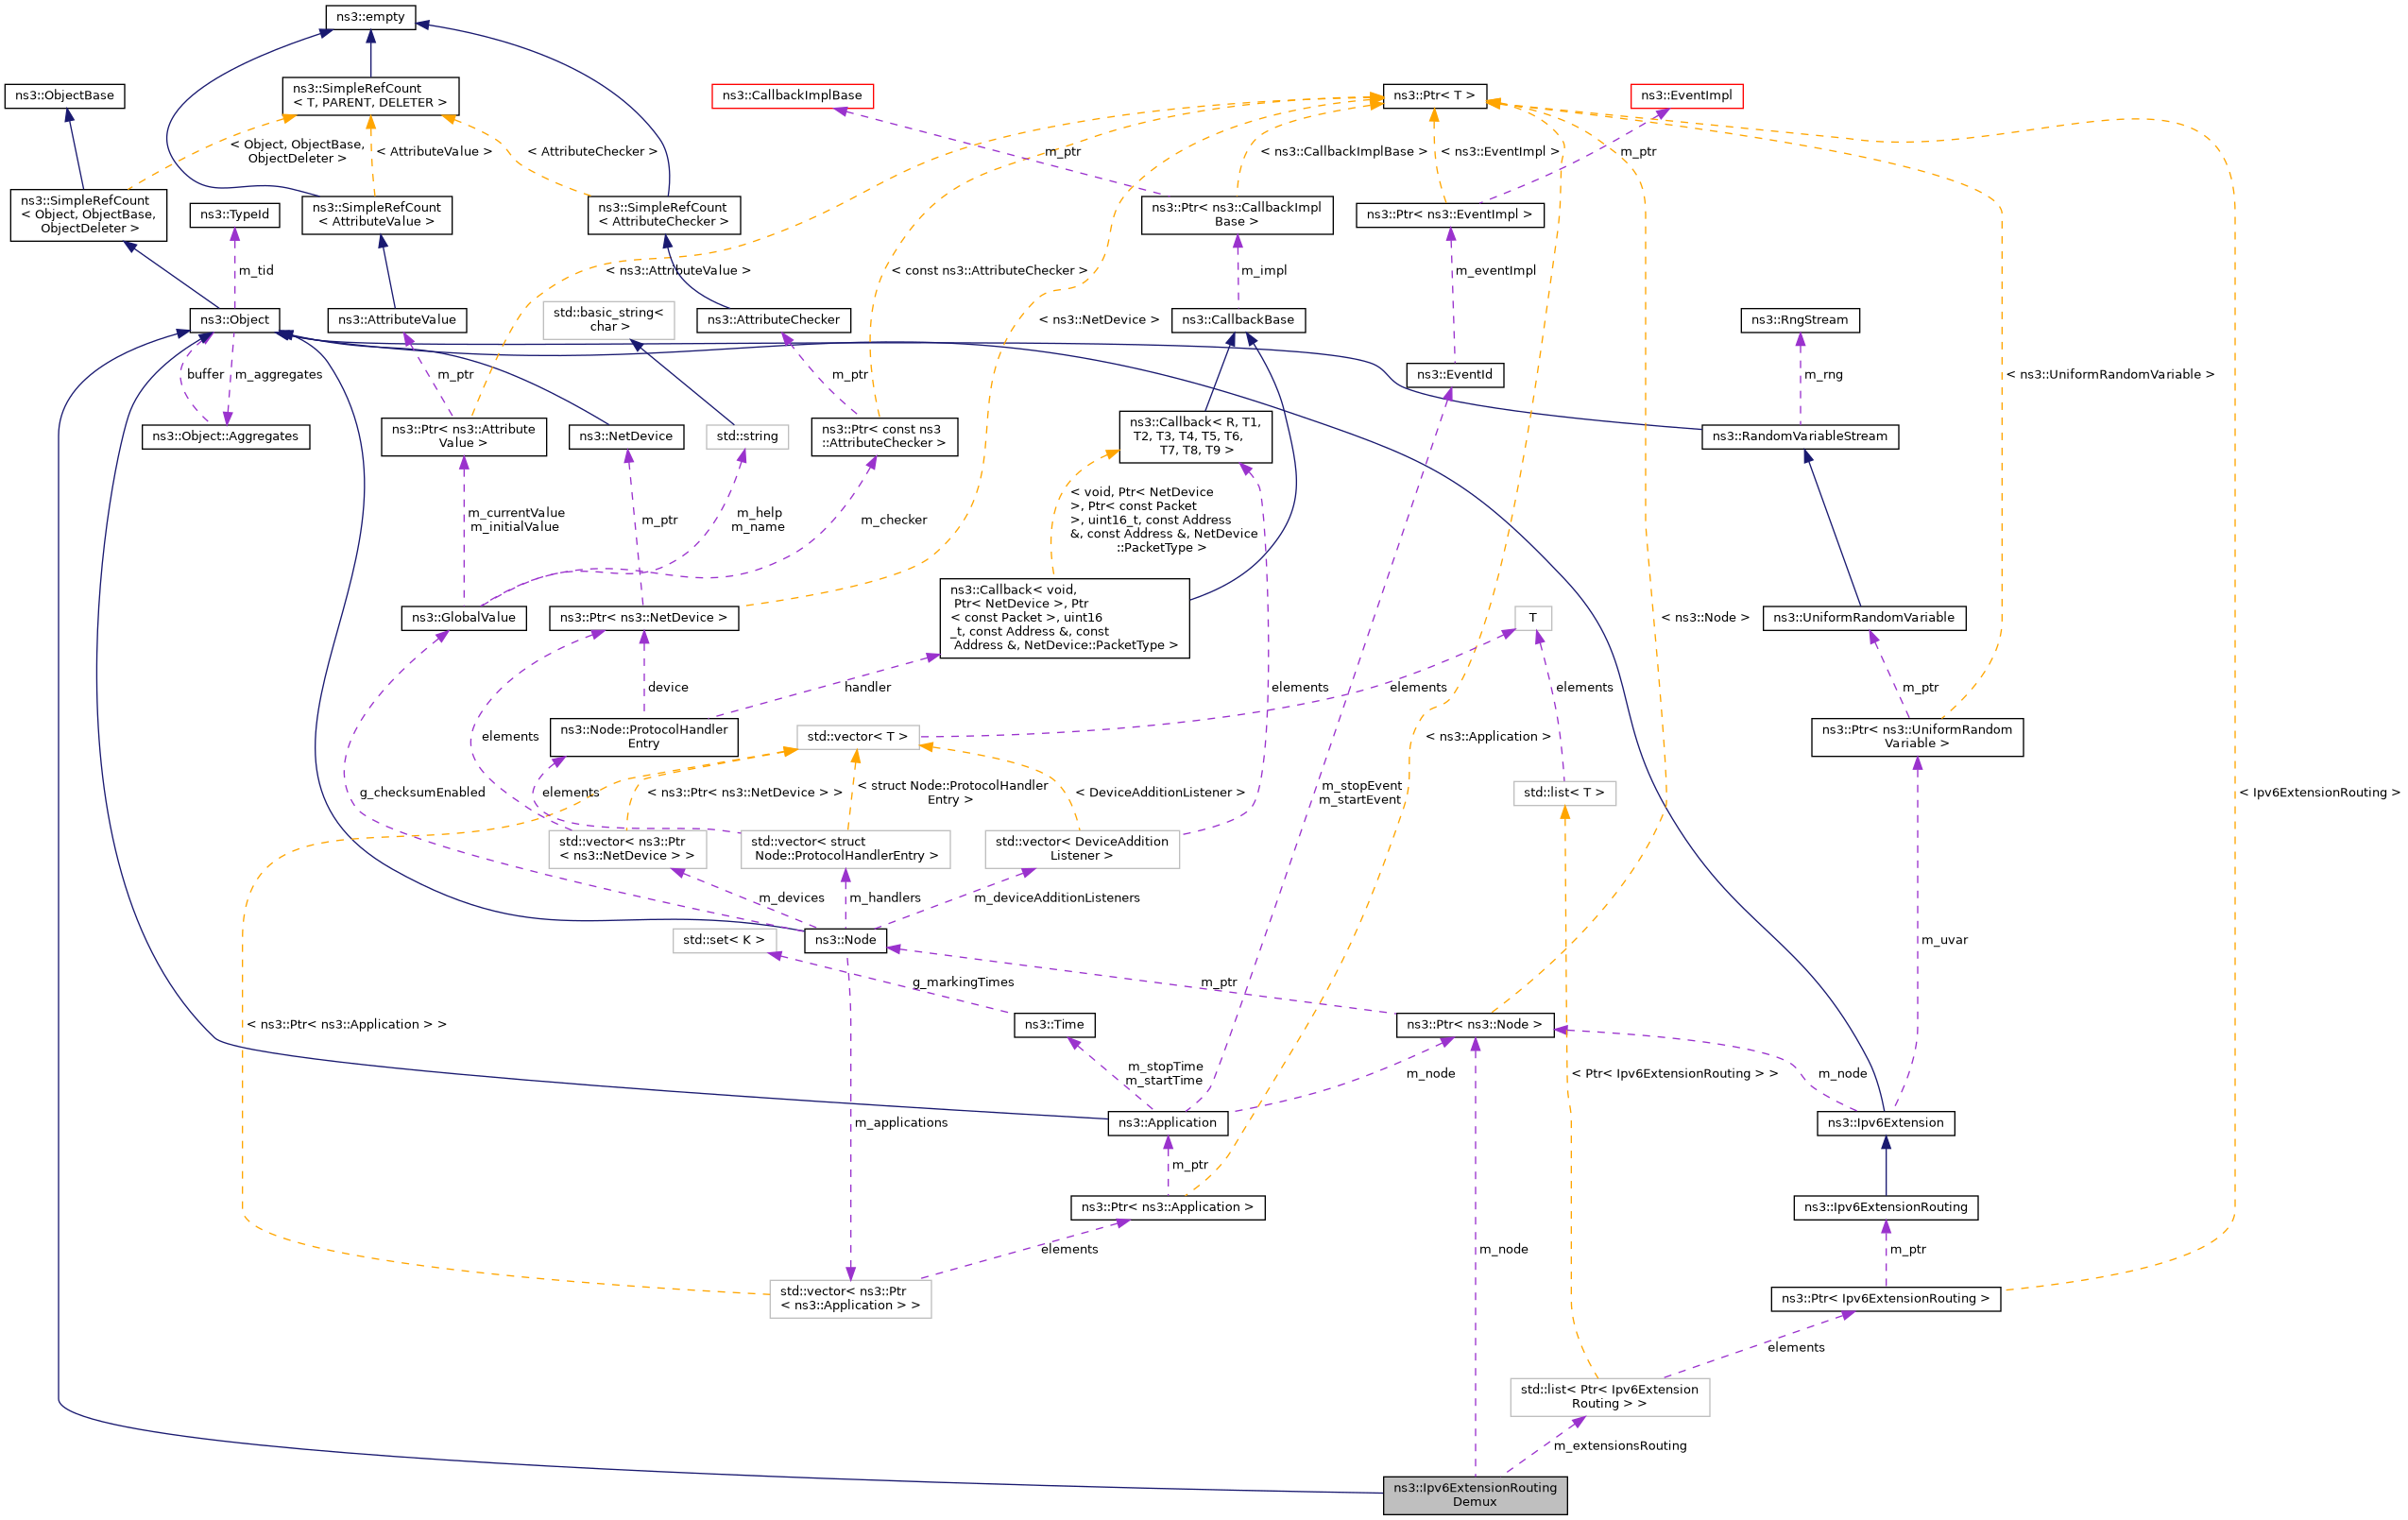 ns3::empty
ns3::ObjectBase
ns3::SimpleRefCount
< T, PARENT, DELETER >
ns3::CallbackImplBase
ns3::Ptr< T >
ns3::EventImpl
< Object, ObjectBase,
ObjectDeleter >
< AttributeValue >
< AttributeChecker >
m_ptr
< ns3::CallbackImplBase >
< ns3::EventImpl >
m_ptr
ns3::SimpleRefCount
< Object, ObjectBase,
ObjectDeleter >
ns3::TypeId
ns3::SimpleRefCount
< AttributeValue >
ns3::SimpleRefCount
< AttributeChecker >
ns3::Ptr< ns3::CallbackImpl
Base >
ns3::Ptr< ns3::EventImpl >
m_tid
< ns3::AttributeValue >
< const ns3::AttributeChecker >
m_impl
m_eventImpl
ns3::Object
ns3::AttributeValue
std::basic_string<
char >
ns3::AttributeChecker
< ns3::NetDevice >
ns3::CallbackBase
ns3::RngStream
buffer
m_aggregates
m_ptr
m_ptr
ns3::EventId
m_rng
< ns3::UniformRandomVariable >
ns3::Object::Aggregates
ns3::Ptr< ns3::Attribute
Value >
ns3::NetDevice
std::string
ns3::Ptr< const ns3
::AttributeChecker >
ns3::Callback< R, T1,
T2, T3, T4, T5, T6,
T7, T8, T9 >
ns3::RandomVariableStream
m_currentValue
m_initialValue
m_ptr
m_help
m_name
m_checker
< void, Ptr< NetDevice
>, Ptr< const Packet
>, uint16_t, const Address
&, const Address &, NetDevice
::PacketType >
ns3::GlobalValue
ns3::Ptr< ns3::NetDevice >
ns3::Callback< void,
Ptr< NetDevice >, Ptr
< const Packet >, uint16
_t, const Address &, const
Address &, NetDevice::PacketType >
T
< ns3::Node >
ns3::UniformRandomVariable
device
handler
elements
elements
elements
m_ptr
elements
ns3::Node::ProtocolHandler
Entry
std::vector< T >
< ns3::Application >
ns3::Ptr< ns3::UniformRandom
Variable >
g_checksumEnabled
elements
< ns3::Ptr< ns3::NetDevice > >
< struct Node::ProtocolHandler
Entry >
< DeviceAdditionListener >
m_stopEvent
m_startEvent
std::list< T >
< Ipv6ExtensionRouting >
std::vector< ns3::Ptr
< ns3::NetDevice > >
std::vector< struct
Node::ProtocolHandlerEntry >
std::vector< DeviceAddition
Listener >
m_devices
m_handlers
m_deviceAdditionListeners
std::set< K >
ns3::Node
m_uvar
g_markingTimes
m_ptr
< ns3::Ptr< ns3::Application > >
ns3::Time
ns3::Ptr< ns3::Node >
m_stopTime
m_startTime
m_node
< Ptr< Ipv6ExtensionRouting > >
m_node
m_applications
ns3::Application
ns3::Ipv6Extension
m_ptr
ns3::Ptr< ns3::Application >
ns3::Ipv6ExtensionRouting
elements
m_node
m_ptr
std::vector< ns3::Ptr
< ns3::Application > >
ns3::Ptr< Ipv6ExtensionRouting >
elements
std::list< Ptr< Ipv6Extension
Routing > >
m_extensionsRouting
ns3::Ipv6ExtensionRouting
Demux